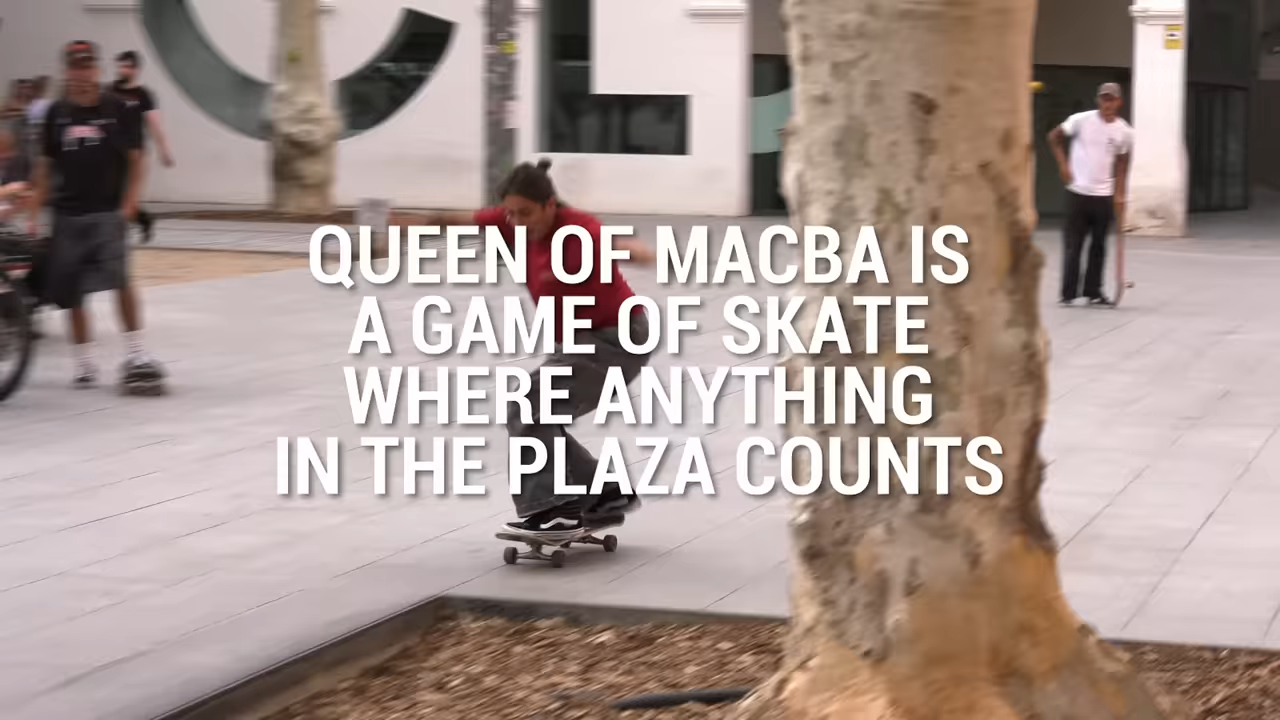 QUEEN OF MACBA IS
A GAME OF SKATE
WHERE ANYTHING
IN THE PLAZA COUNTS